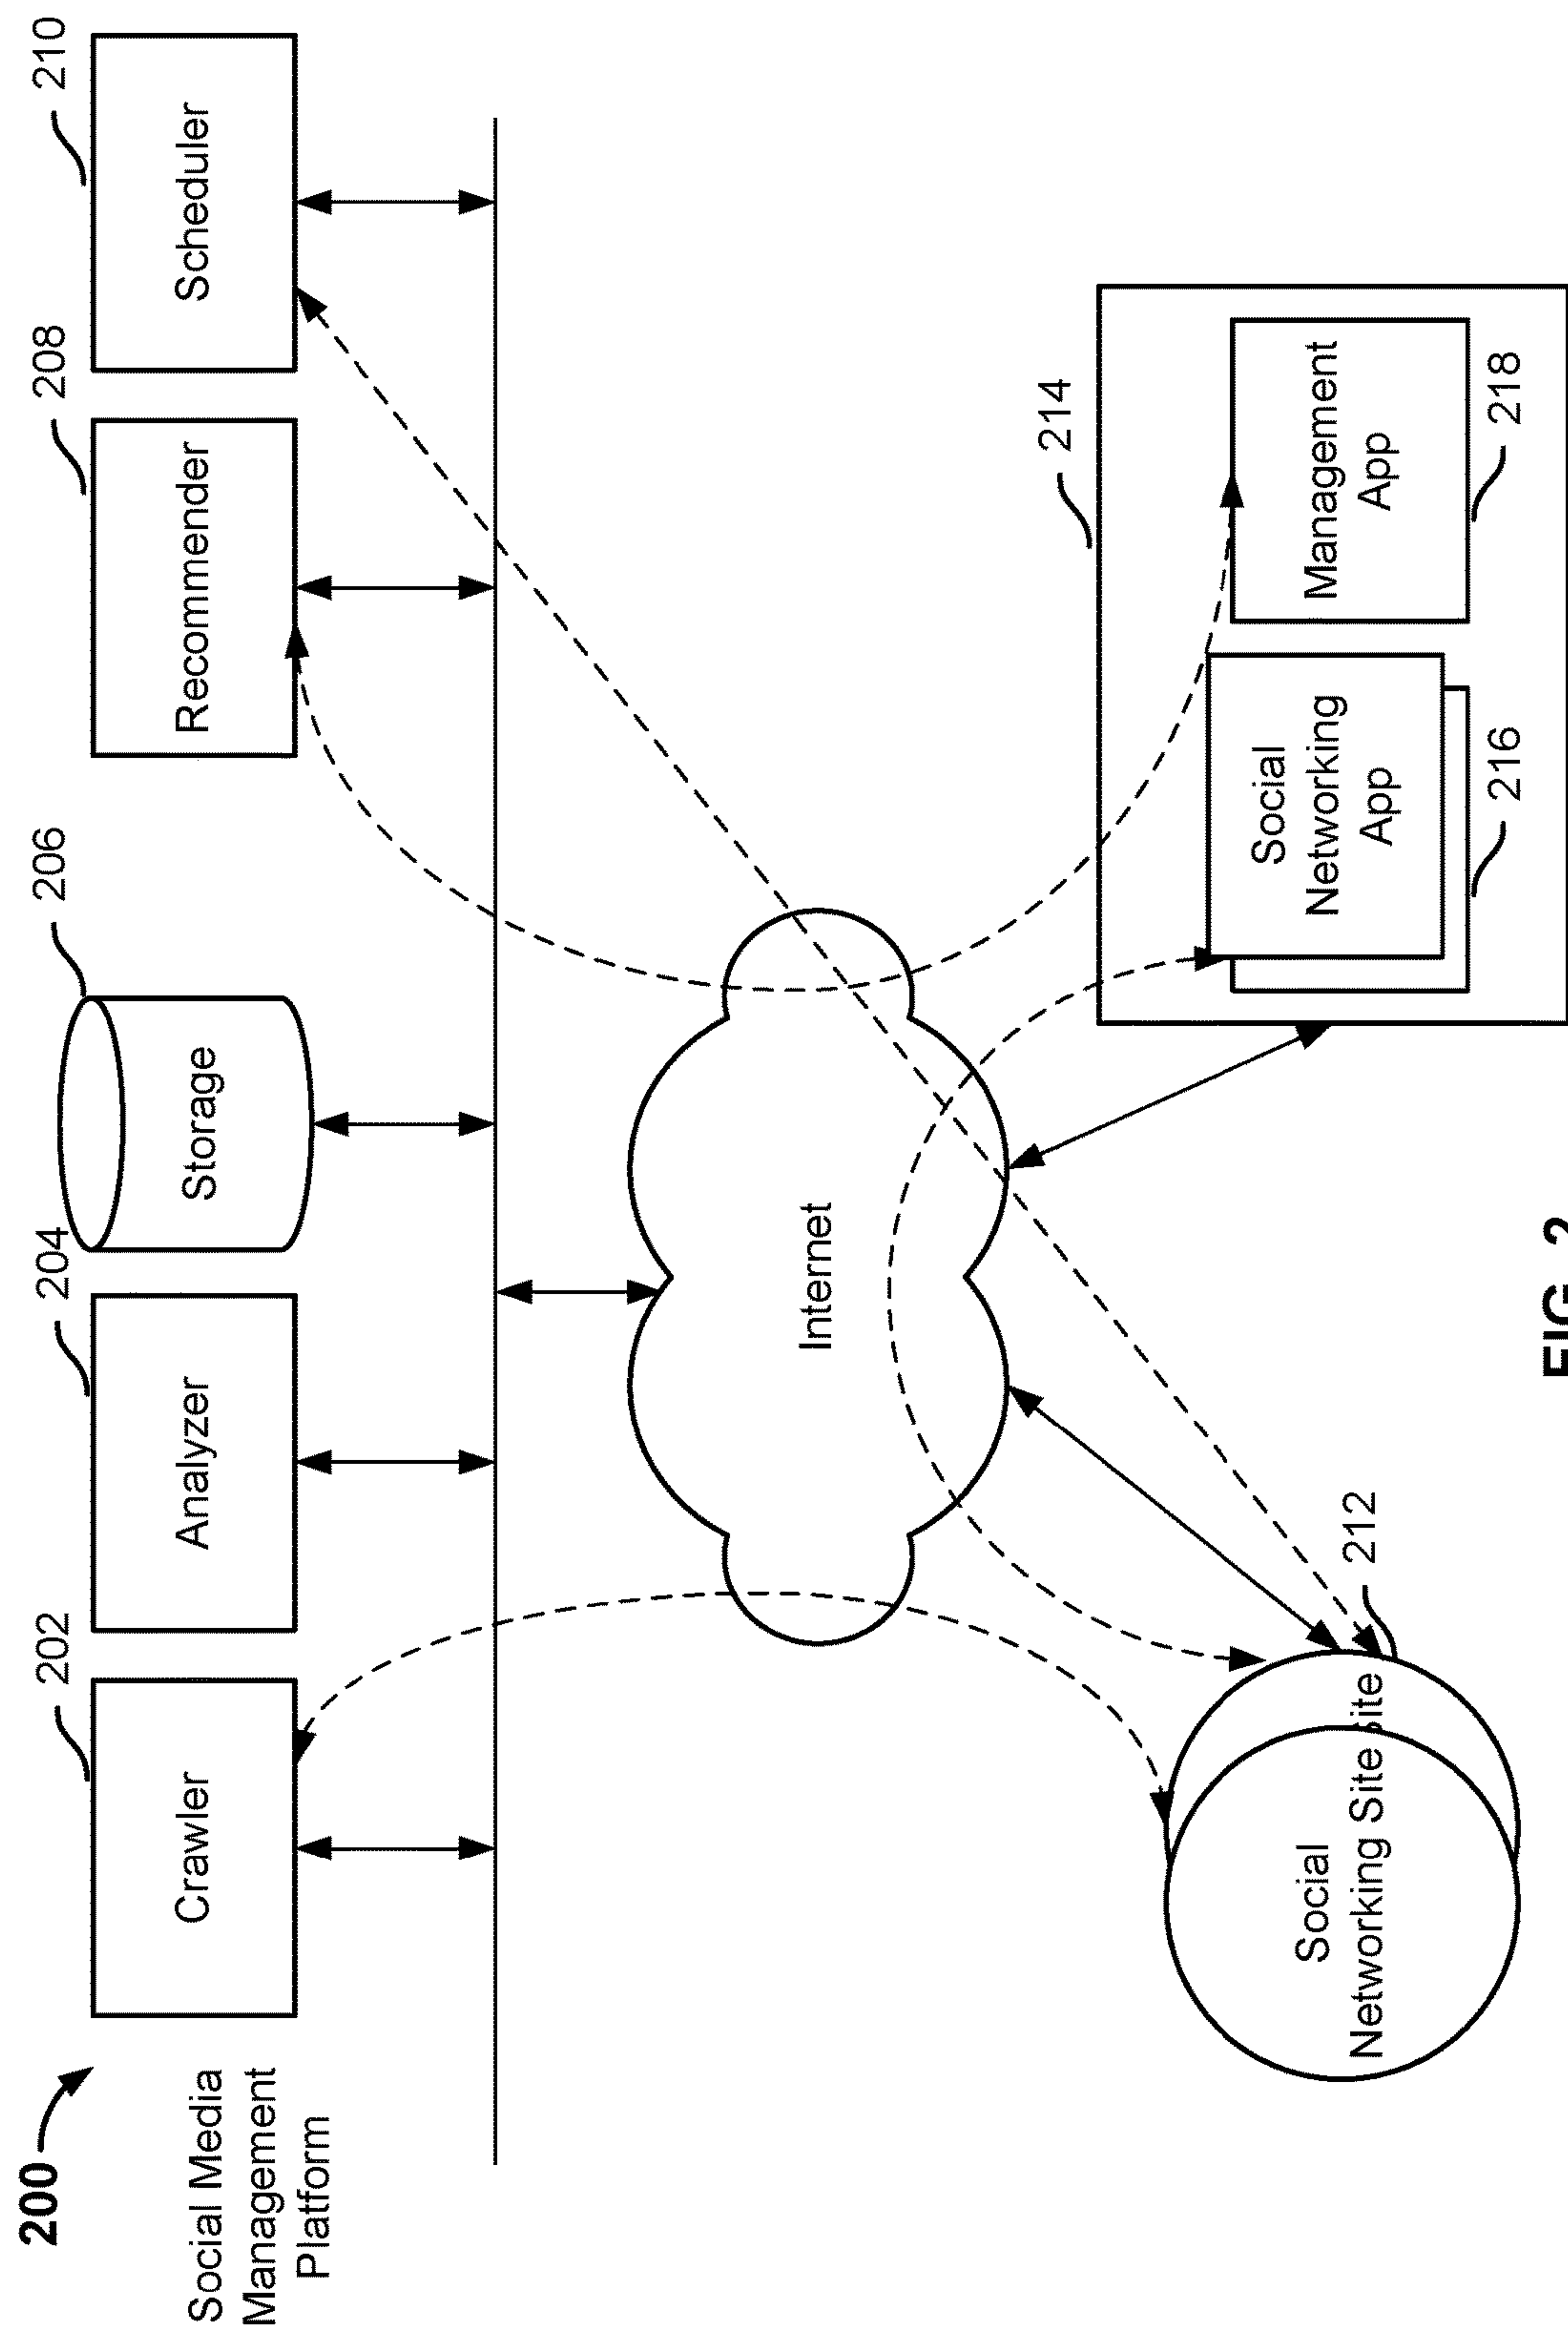 200
Social Media
Management
Platform
202
Crawler
204
Analyzer
206
Storage
208
Recommender
210
Scheduler
Internet
212
Social
Networking Site
Site
214
Social
Networking
App
216
Management
App
218
FIG. 2